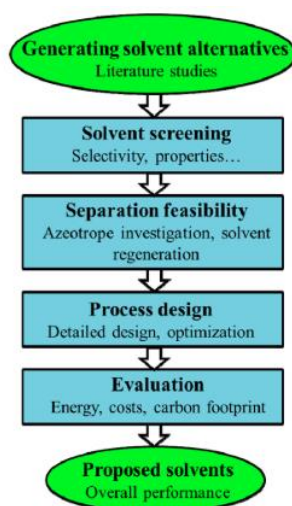 Generating solvent alternatives
Literature studies
Solvent screening
Selectivity, properties...
Separation feasibility
Azeotrope investigation, solvent
regeneration
Process design
Detailed design, optimization
Evaluation
Energy, costs, carbon footprint
Proposed solvents
Overall performance